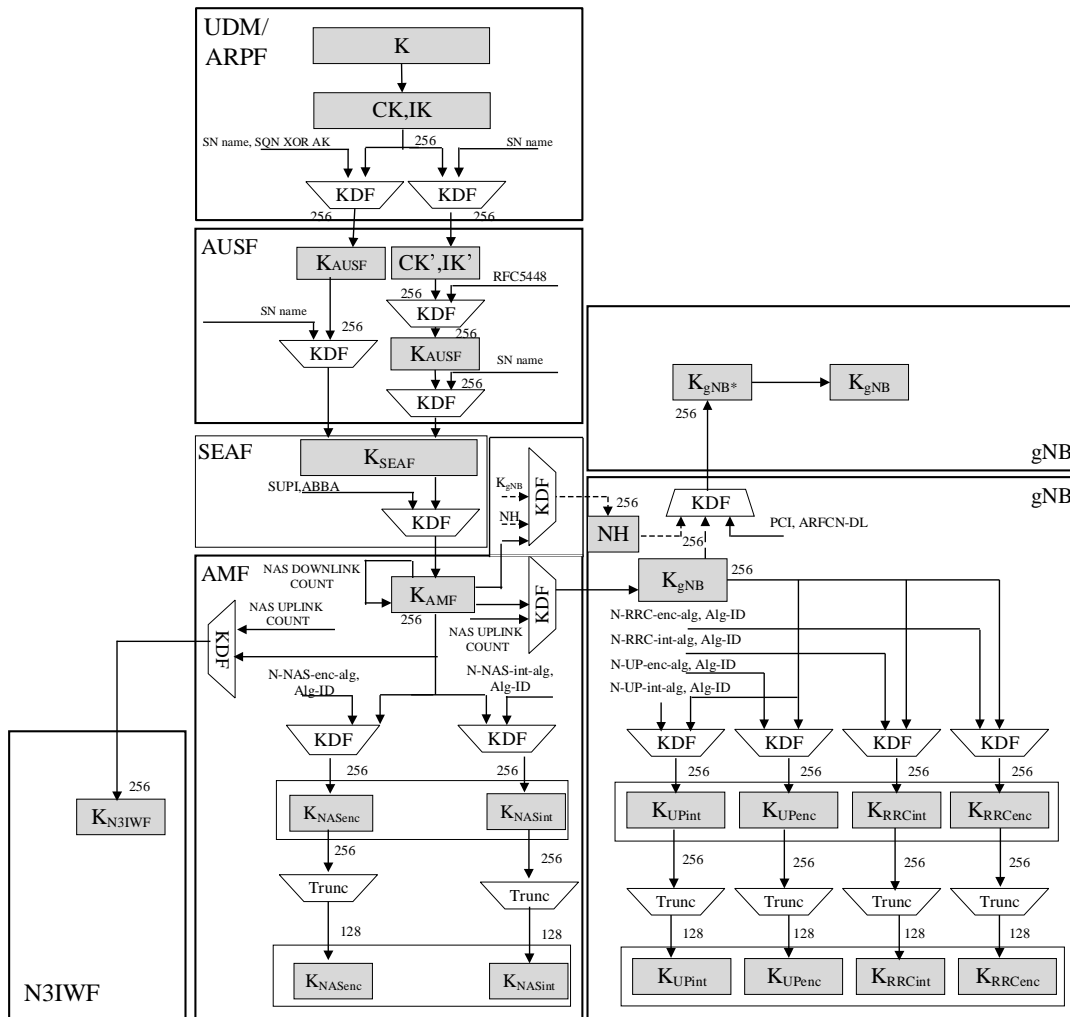 UDM/
ARPF
K
CK,IK
SN name, SQN XOR AK
256
SN name
KDF
KDF
256
256
AUSF
KAUSF
CK',IK'
RFC5448
256
KDF
SN name
256
256
KDF
KAUSF
SN name
256
KDF
SEAF
KSEAF
SUPI,ABBA
KDF
KgNB
NH
KDF
256
NH
gNB
KgNB*
KgNB
256
gNB
KDF
PCI, ARFCN-DL
256
KgNB
256
AMF
NAS DOWNLINK
COUNT
KAMF
256
KDF
NAS UPLINK
COUNT
NAS UPLINK
COUNT
KDF
N-NAS-enc-alg,
Alg-ID
N-NAS-int-alg,
Alg-ID
KDF
KDF
256
256
KNASenc
KNASint
256
256
Trunc
Trunc
128
128
KNASenc
KNASint
N-RRC-enc-alg, Alg-ID
N-RRC-int-alg, Alg-ID
N-UP-enc-alg, Alg-ID
N-UP-int-alg, Alg-ID
KDF
KDF
KDF
KDF
256
256
256
256
KUPint
KUPenc
KRRCint
KRRCenc
256
256
256
256
Trunc
Trunc
Trunc
Trunc
128
128
128
128
KUPint
KUPenc
KRRCint
KRRCenc
256
KN3IWF
N3IWF